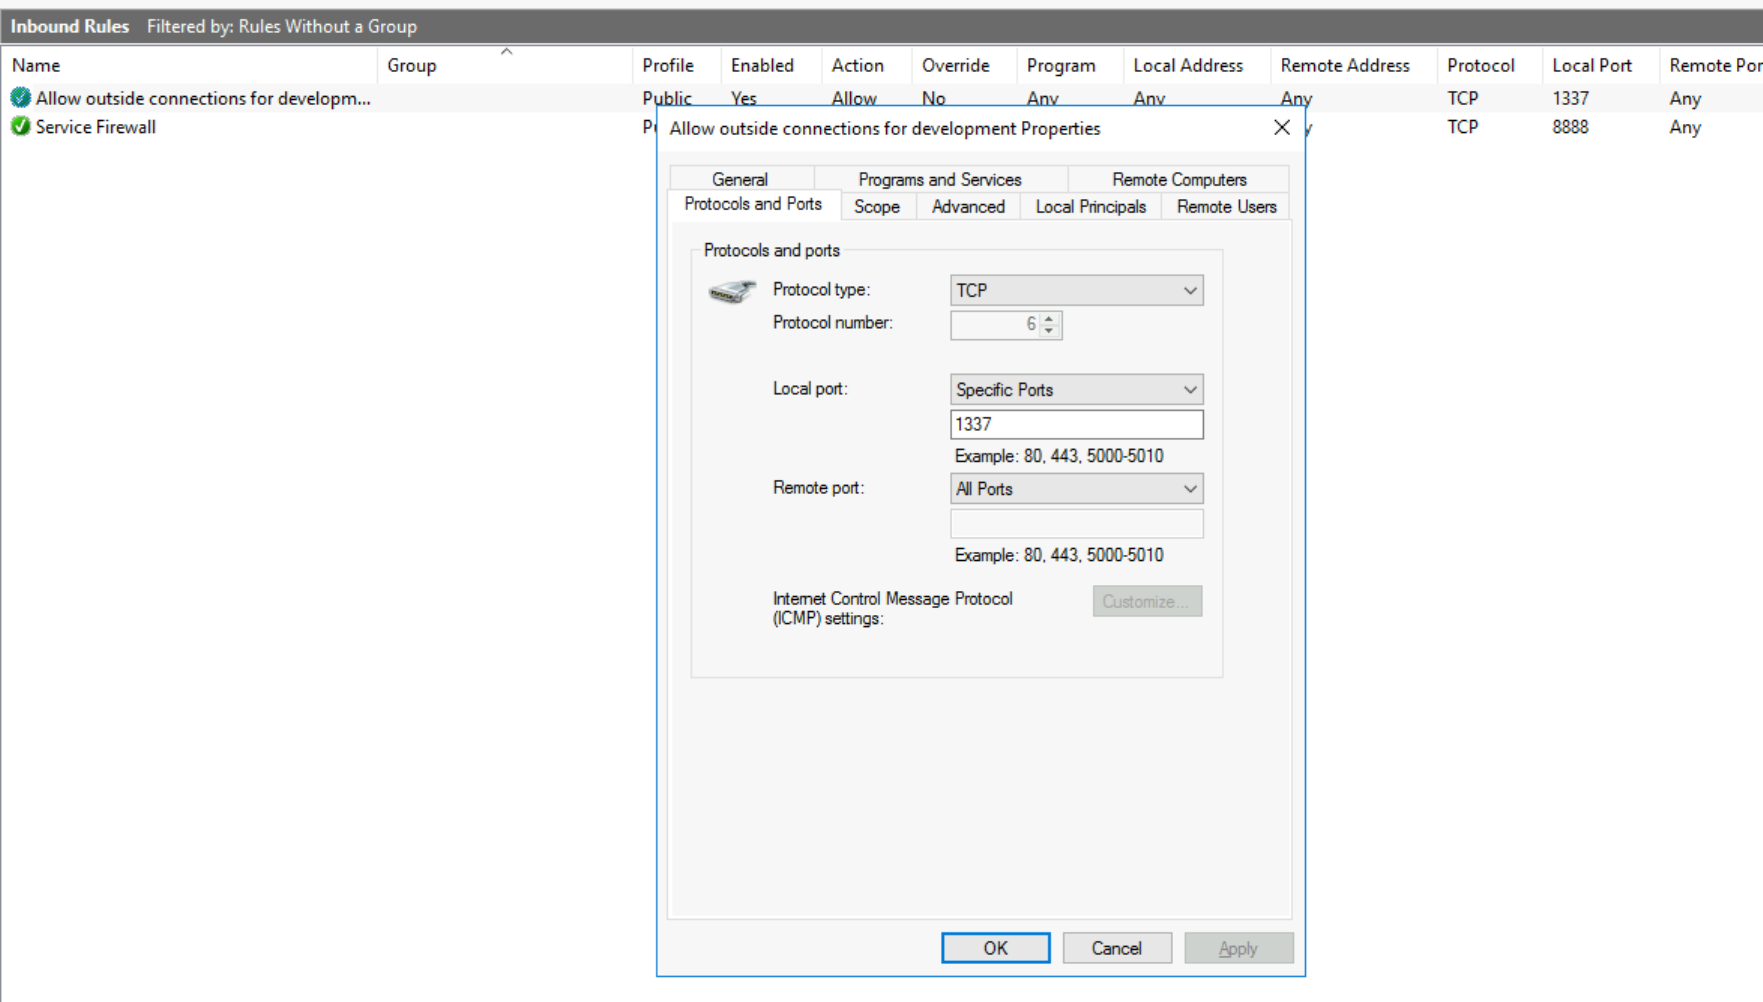 Inbound Rules Filtered by: Rules Without a Group
Name Group Profile Enabled Action Override Program Local Address Remote Address Protocol Local Port Remote Por
Allow outside connections for developm... Public Yes Allow No Any Any Any TCP 1337 Any
Service Firewall TCP 8888 Any
Allow outside connections for development Properties
General Programs and Services Remote Computers
Protocols and Ports Scope Advanced Local Principals Remote Users
Protocols and ports
Protocol type: TCP
Protocol number: 6
Local port: Specific Ports
1337
Example: 80, 443, 5000-5010
Remote port: All Ports
Example: 80, 443, 5000-5010
Internet Control Message Protocol Customize...
(ICMP) settings:
OK Cancel Apply